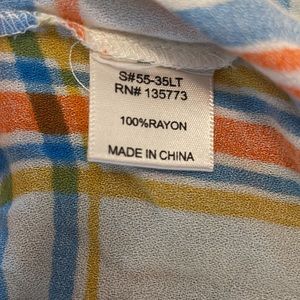 S#55-35LT
RN# 135773
100%RAYON
MADE IN CHINA